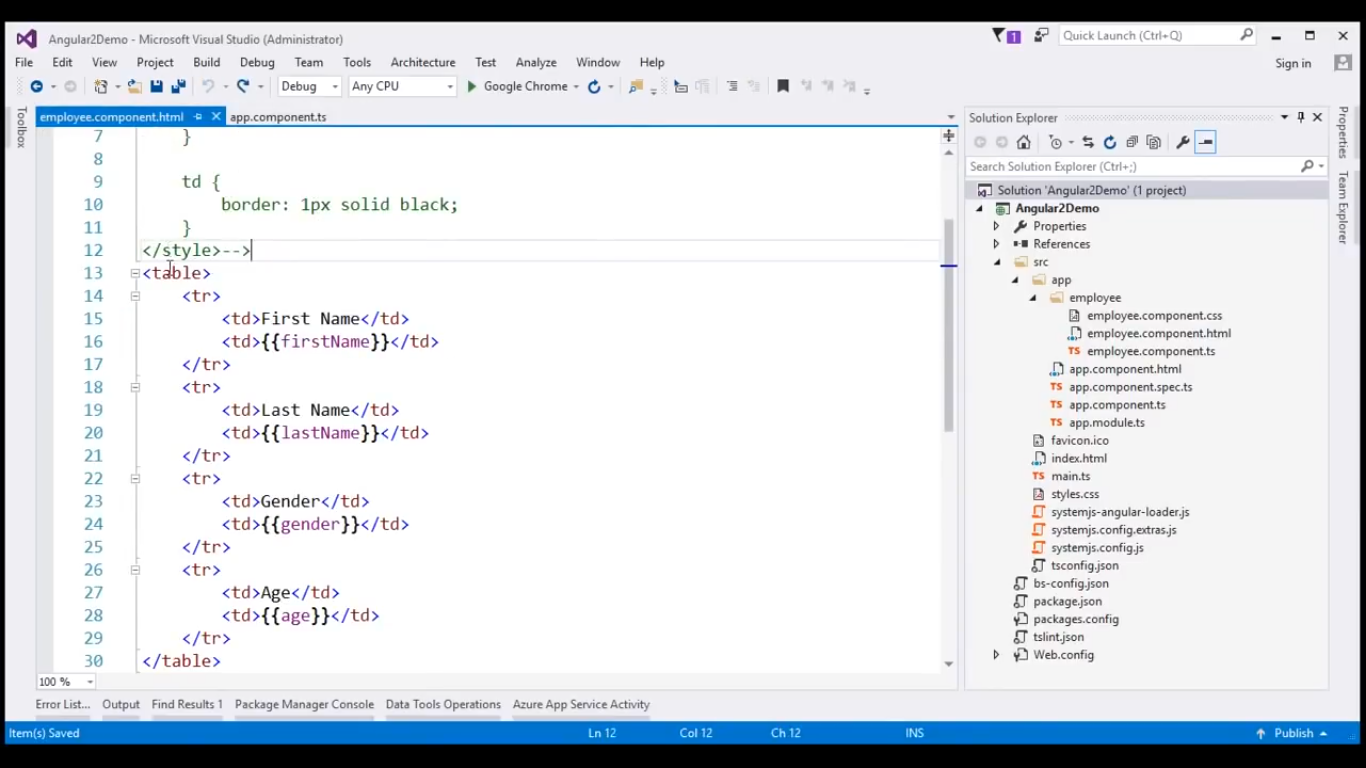 Angular2Demo - Microsoft Visual Studio (Administrator)
1
Quick Launch (Ctrl+Q)
File Edit View Project Build Debug Team Tools Architecture Test Analyze Window Help
Sign in
Debug Any CPU Google Chrome
Toolbox
employee.component.html app.component.ts
7 }
8
9 td {
10 border: 1px solid black;
11 }
12 </style>-->
13 <table>
14 <tr>
15 <td>First Name</td>
16 <td>{{firstName}}</td>
17 </tr>
18 <tr>
19 <td>Last Name</td>
20 <td>{{lastName}}</td>
21 </tr>
22 <tr>
23 <td>Gender</td>
24 <td>{{gender}}</td>
25 </tr>
26 <tr>
27 <td>Age</td>
28 <td>{{age}}</td>
29 </tr>
30 </table>
100 %
Solution Explorer
Search Solution Explorer (Ctrl+;)
Solution 'Angular2Demo' (1 project)
Angular2Demo
Properties
References
src
app
employee
employee.component.css
employee.component.html
TS employee.component.ts
app.component.html
TS app.component.spec.ts
TS app.component.ts
TS app.module.ts
favicon.ico
index.html
TS main.ts
styles.css
systemjs-angular-loader.js
systemjs.config.extras.js
systemjs.config.js
tsconfig.json
bs-config.json
package.json
packages.config
tslint.json
Web.config
Properties
Team Explorer
Error List... Output Find Results 1 Package Manager Console Data Tools Operations Azure App Service Activity
Item(s) Saved Ln 12 Col 12 Ch 12 INS Publish